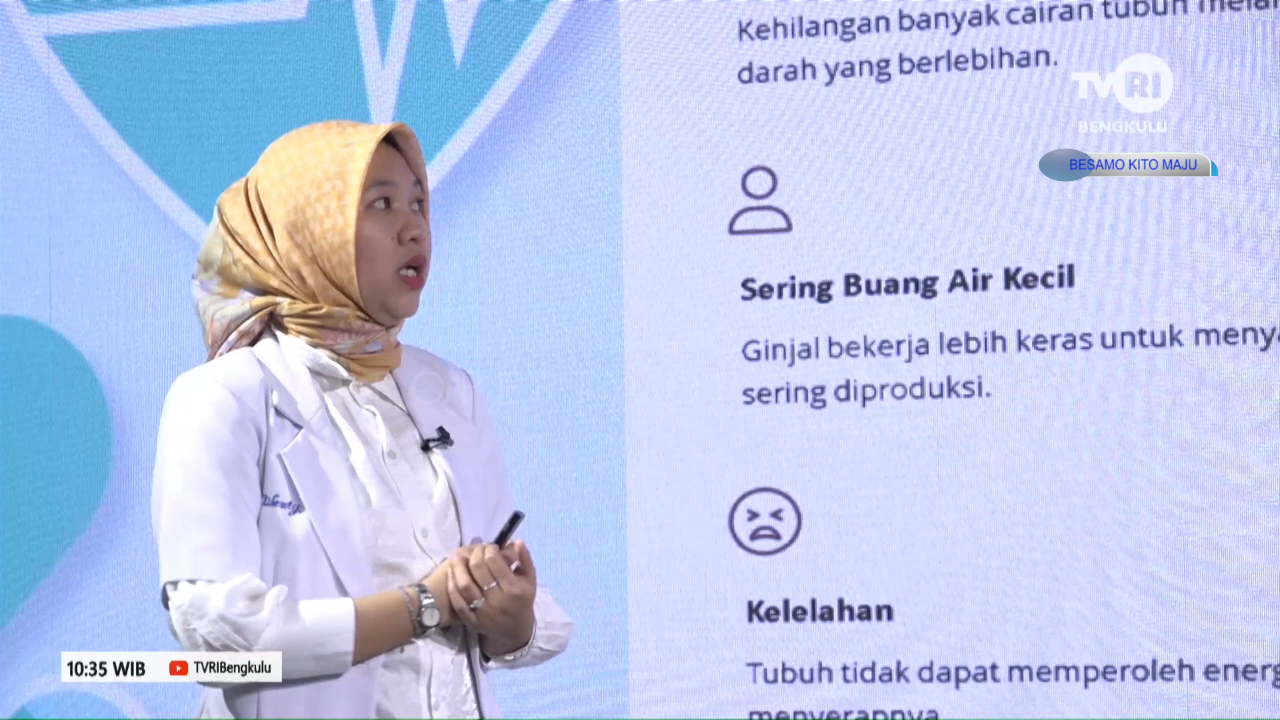 Kehilangan banyak cairan tubuh
darah yang berlebihan.
TVRI
BENGKULU
BESAMO KITO MAJU
Sering Buang Air Kecil
Ginjal bekerja lebih keras untuk
sering diproduksi.
Kelelahan
Tubuh tidak dapat memperoleh
menyerapnya
10:35 WIB
TVRIBengkulu